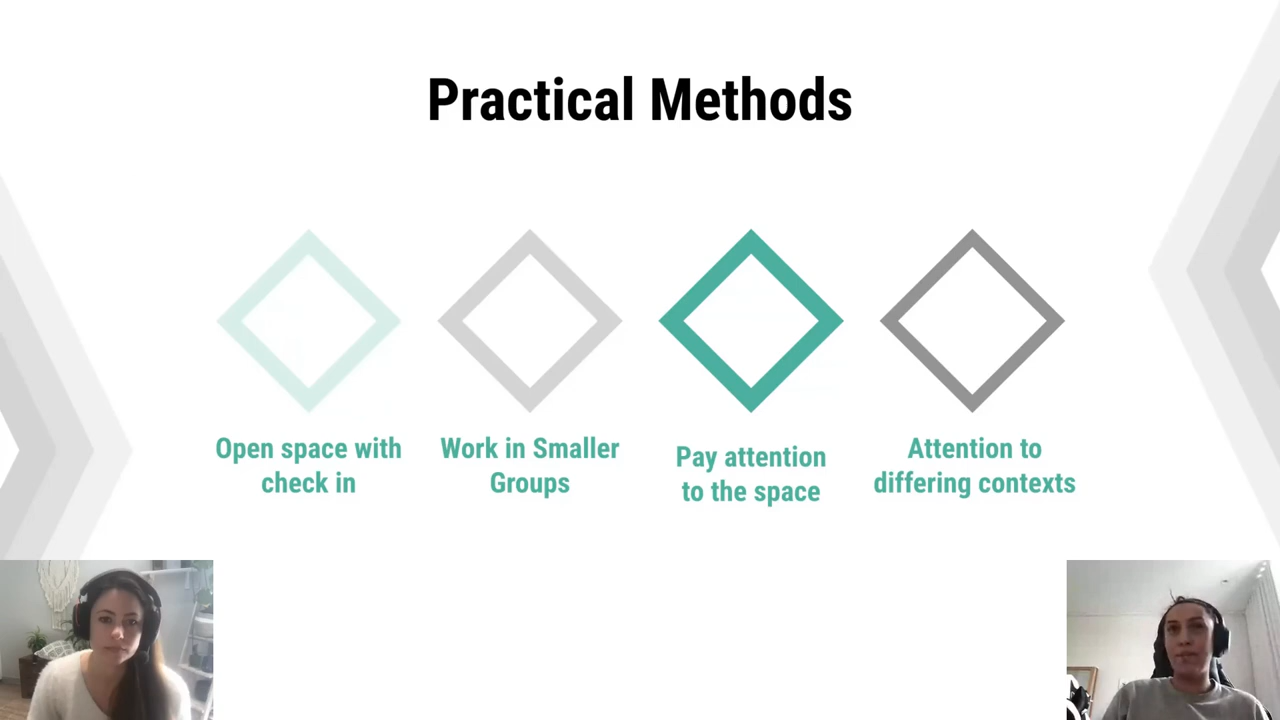 Practical Methods
Open space with
check in
Work in Smaller
Groups
Pay attention
to the space
Attention to
differing contexts